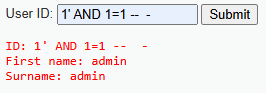 User ID: 1' AND 1=1 --  - Submit
ID: 1' AND 1=1 --  -
First name: admin
Surname: admin